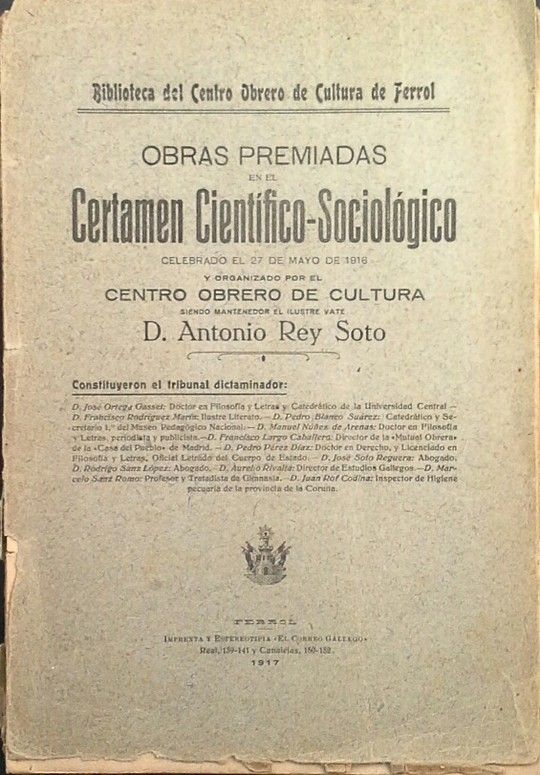 Biblioteca del Centro Obrero de Cultura de Ferrol
OBRAS PREMIADAS
EN EL
Certamen Científico-Sociológico
CELEBRADO EL 27 DE MAYO DE 1916
Y ORGANIZADO POR EL
CENTRO OBRERO DE CULTURA
SIENDO MANTENEDOR EL ILUSTRE VATE
D. Antonio Rey Soto
Constituyeron el tribunal dictaminador:
D. José Ortega Gasset: Doctor en Filosofía y Letras y Catedrático de la Universidad Central —
D. Francisco Rodríguez Marín: Ilustre Literato. — D. Pedro Blanco Suárez: Catedrático y Se-
cretario 1.º del Museo Pedagógico Nacional. — D. Manuel Núñez de Arenas: Doctor en Filosofía
y Letras, periodista y publicista. — D. Francisco Largo Caballero: Director de la «Mutual Obrera»
de la «Casa del Pueblo» de Madrid. — D. Pedro Pérez Díaz: Doctor en Derecho, y Licenciado en
Filosofía y Letras, Oficial Letrado del Cuerpo de Estado. — D. José Soto Reguera: Abogado.
D. Rodrigo Sanz López: Abogado. — D. Aurelio Rivalta: Director de Estudios Gallegos. — D. Mar-
celo Sanz Romo: Profesor y Tratadista de Gimnasia. — D. Juan Rof Codina: Inspector de Higiene
pecuaria de la provincia de la Coruña.
FERROL
IMPRENTA Y ESTEREOTIPIA «EL CORREO GALLEGO»
Real, 139-141 y Canalejas, 150-152
1917